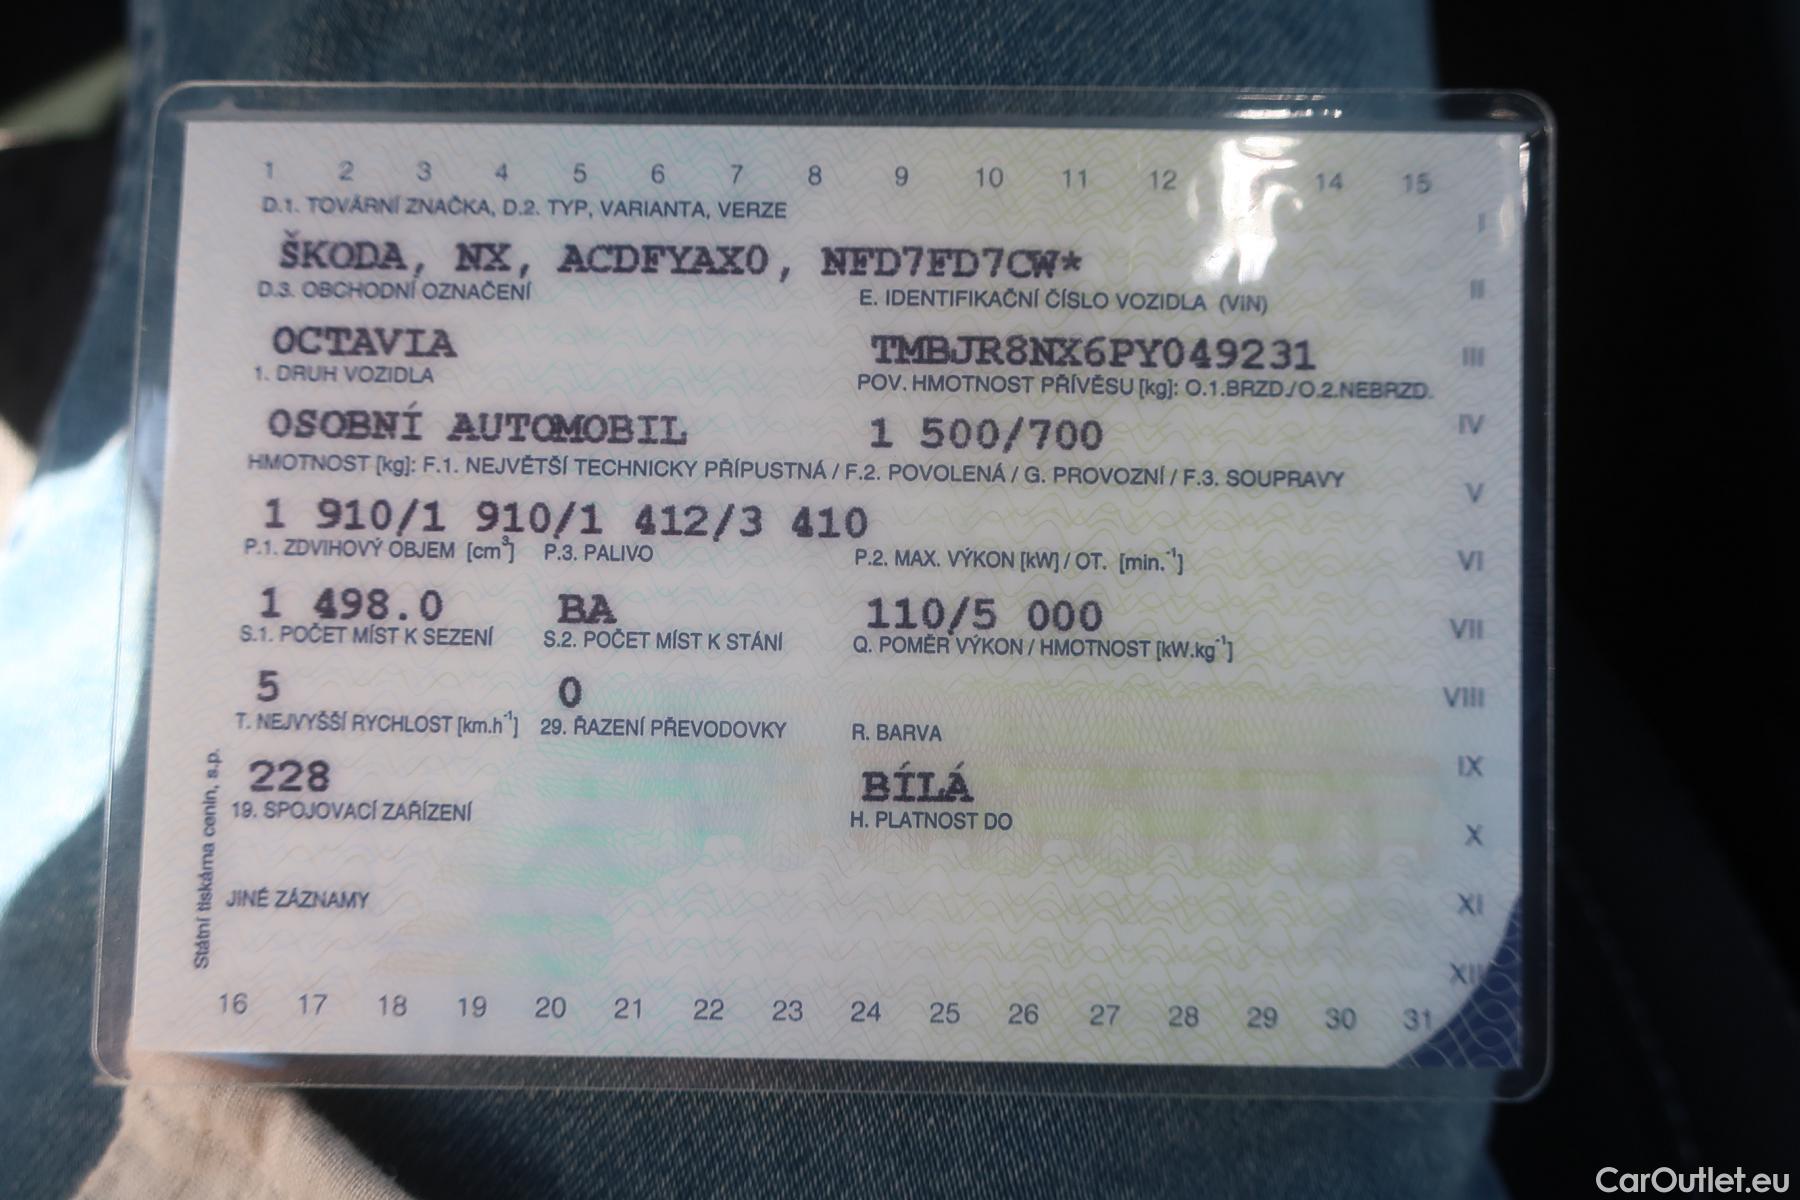 1 2 3 4 5 6 7 8 9 10 11 12 14 15
D.1. TOVÁRNÍ ZNAČKA, D.2. TYP, VARIANTA, VERZE
I
ŠKODA, NX, ACDFYAX0, NFD7FD7CW*
D.3. OBCHODNÍ OZNAČENÍ E. IDENTIFIKAČNÍ ČÍSLO VOZIDLA (VIN)
II
OCTAVIA TMBJR8NX6PY049231
III
1. DRUH VOZIDLA POV. HMOTNOST PŘÍVĚSU [kg]: O.1.BRZD./O.2.NEBRZD.
OSOBNÍ AUTOMOBIL 1 500/700
IV
HMOTNOST [kg]: F.1. NEJVĚTŠÍ TECHNICKY PŘÍPUSTNÁ / F.2. POVOLENÁ / G. PROVOZNÍ / F.3. SOUPRAVY
V
1 910/1 910/1 412/3 410
P.1. ZDVIHOVÝ OBJEM [cm³] P.3. PALIVO P.2. MAX. VÝKON [kW] / OT. [min.⁻¹]
VI
1 498.0 BA 110/5 000
VII
S.1. POČET MÍST K SEZENÍ S.2. POČET MÍST K STÁNÍ Q. POMĚR VÝKON / HMOTNOST [kW.kg⁻¹]
5 0
VIII
T. NEJVYŠŠÍ RYCHLOST [km.h⁻¹] 29. ŘAZENÍ PŘEVODOVKY R. BARVA
228 BÍLÁ
IX
19. SPOJOVACÍ ZAŘÍZENÍ H. PLATNOST DO
X
JINÉ ZÁZNAMY
XI
XII
Státní tiskárna cenin, s.p.
16 17 18 19 20 21 22 23 24 25 26 27 28 29 30 31
CarOutlet.eu